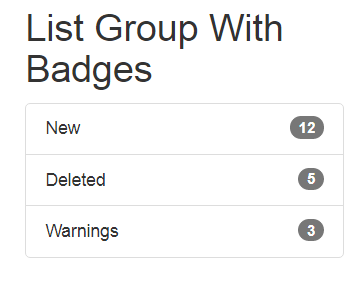 List Group With
Badges
New 12
Deleted 5
Warnings 3